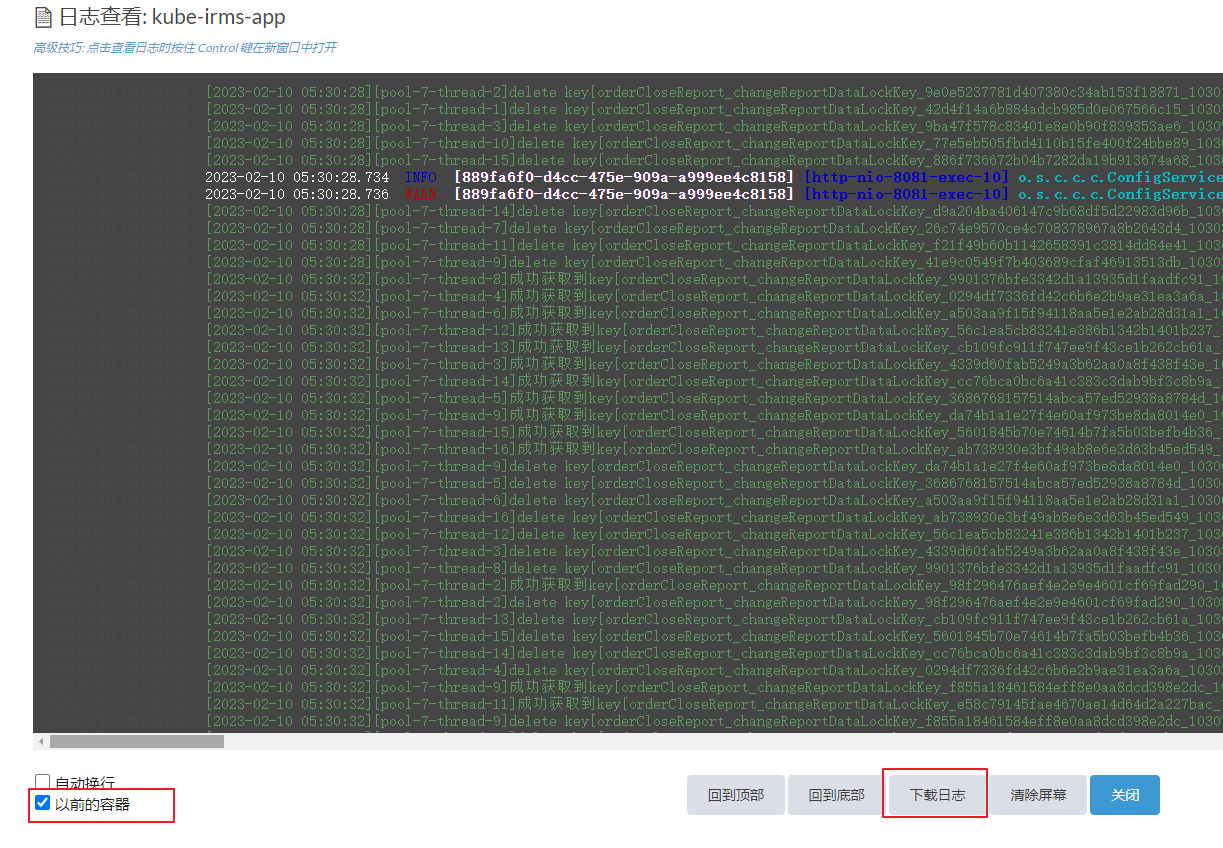 日志查看: kube-irms-app
高级技巧: 点击查看日志时按住 Control 键在新窗口中打开
[2023-02-10 05:30:28][pool-7-thread-2]delete key[orderCloseReport_changeReportDataLockKey_9e0e5237781d407380c34ab153f18871_1030
[2023-02-10 05:30:28][pool-7-thread-1]delete key[orderCloseReport_changeReportDataLockKey_42d4f14a6b884adcb985d0e067566c15_1030
[2023-02-10 05:30:28][pool-7-thread-3]delete key[orderCloseReport_changeReportDataLockKey_9ba47f578c83401e8e0b90f839353ae6_1030
[2023-02-10 05:30:28][pool-7-thread-10]delete key[orderCloseReport_changeReportDataLockKey_77e5eb505fbd4110b15fe400f24bbe89_1030
[2023-02-10 05:30:28][pool-7-thread-15]delete key[orderCloseReport_changeReportDataLockKey_886f736672b04b7282da19b913674a68_1030
2023-02-10 05:30:28.734 INFO [889fa6f0-d4cc-475e-909a-a999ee4c8158] [http-nio-8081-exec-10] o.s.c.c.c.ConfigService
2023-02-10 05:30:28.736 WARN [889fa6f0-d4cc-475e-909a-a999ee4c8158] [http-nio-8081-exec-10] o.s.c.c.c.ConfigService
[2023-02-10 05:30:28][pool-7-thread-14]delete key[orderCloseReport_changeReportDataLockKey_d9a204ba406147c9b68df5d22983d96b_1030
[2023-02-10 05:30:28][pool-7-thread-7]delete key[orderCloseReport_changeReportDataLockKey_26c74e9570ce4c708378967a8b2643d4_1030
[2023-02-10 05:30:28][pool-7-thread-11]delete key[orderCloseReport_changeReportDataLockKey_f21f49b60b1142658391c3814dd84e41_1030
[2023-02-10 05:30:28][pool-7-thread-9]delete key[orderCloseReport_changeReportDataLockKey_41e9c0549f7b403689cfaf46913513db_1030
[2023-02-10 05:30:32][pool-7-thread-8]成功获取到key[orderCloseReport_changeReportDataLockKey_9901376bfe3342d1a13935d1faadfc91_1
[2023-02-10 05:30:32][pool-7-thread-4]成功获取到key[orderCloseReport_changeReportDataLockKey_0294df7336fd42c6b6e2b9ae31ea3a6a_1
[2023-02-10 05:30:32][pool-7-thread-6]成功获取到key[orderCloseReport_changeReportDataLockKey_a503aa9f15f94118aa5e1e2ab28d31a1_1
[2023-02-10 05:30:32][pool-7-thread-12]成功获取到key[orderCloseReport_changeReportDataLockKey_56c1ea5cb83241e386b1342b1401b237_
[2023-02-10 05:30:32][pool-7-thread-13]成功获取到key[orderCloseReport_changeReportDataLockKey_cb109fc911f747ee9f43ce1b262cb61a_
[2023-02-10 05:30:32][pool-7-thread-3]成功获取到key[orderCloseReport_changeReportDataLockKey_4339d60fab5249a3b62aa0a8f438f43e_1
[2023-02-10 05:30:32][pool-7-thread-14]成功获取到key[orderCloseReport_changeReportDataLockKey_cc76bca0bc6a41c383c3dab9bf3c8b9a_
[2023-02-10 05:30:32][pool-7-thread-5]成功获取到key[orderCloseReport_changeReportDataLockKey_3686768157514abca57ed52938a8784d_1
[2023-02-10 05:30:32][pool-7-thread-9]成功获取到key[orderCloseReport_changeReportDataLockKey_da74b1a1e27f4e60af973be8da8014e0_1
[2023-02-10 05:30:32][pool-7-thread-15]成功获取到key[orderCloseReport_changeReportDataLockKey_5601845b70e74614b7fa5b03befb4b36_
[2023-02-10 05:30:32][pool-7-thread-16]成功获取到key[orderCloseReport_changeReportDataLockKey_ab738930e3bf49ab8e6e3d63b45ed549_
[2023-02-10 05:30:32][pool-7-thread-9]delete key[orderCloseReport_changeReportDataLockKey_da74b1a1e27f4e60af973be8da8014e0_1030
[2023-02-10 05:30:32][pool-7-thread-5]delete key[orderCloseReport_changeReportDataLockKey_3686768157514abca57ed52938a8784d_1030
[2023-02-10 05:30:32][pool-7-thread-6]delete key[orderCloseReport_changeReportDataLockKey_a503aa9f15f94118aa5e1e2ab28d31a1_1030
[2023-02-10 05:30:32][pool-7-thread-16]delete key[orderCloseReport_changeReportDataLockKey_ab738930e3bf49ab8e6e3d63b45ed549_1030
[2023-02-10 05:30:32][pool-7-thread-12]delete key[orderCloseReport_changeReportDataLockKey_56c1ea5cb83241e386b1342b1401b237_1030
[2023-02-10 05:30:32][pool-7-thread-3]delete key[orderCloseReport_changeReportDataLockKey_4339d60fab5249a3b62aa0a8f438f43e_1030
[2023-02-10 05:30:32][pool-7-thread-8]delete key[orderCloseReport_changeReportDataLockKey_9901376bfe3342d1a13935d1faadfc91_1030
[2023-02-10 05:30:32][pool-7-thread-2]成功获取到key[orderCloseReport_changeReportDataLockKey_98f296476aef4e2e9e4601cf69fad290_1
[2023-02-10 05:30:32][pool-7-thread-2]delete key[orderCloseReport_changeReportDataLockKey_98f296476aef4e2e9e4601cf69fad290_1030
[2023-02-10 05:30:32][pool-7-thread-13]delete key[orderCloseReport_changeReportDataLockKey_cb109fc911f747ee9f43ce1b262cb61a_1030
[2023-02-10 05:30:32][pool-7-thread-15]delete key[orderCloseReport_changeReportDataLockKey_5601845b70e74614b7fa5b03befb4b36_1030
[2023-02-10 05:30:32][pool-7-thread-14]delete key[orderCloseReport_changeReportDataLockKey_cc76bca0bc6a41c383c3dab9bf3c8b9a_1030
[2023-02-10 05:30:32][pool-7-thread-4]delete key[orderCloseReport_changeReportDataLockKey_0294df7336fd42c6b6e2b9ae31ea3a6a_1030
[2023-02-10 05:30:32][pool-7-thread-9]成功获取到key[orderCloseReport_changeReportDataLockKey_f855a18461584eff8e0aa8dcd398e2dc_1
[2023-02-10 05:30:32][pool-7-thread-11]成功获取到key[orderCloseReport_changeReportDataLockKey_e58c79145fae4670ae14d64d2a227bac_
[2023-02-10 05:30:32][pool-7-thread-9]delete key[orderCloseReport_changeReportDataLockKey_f855a18461584eff8e0aa8dcd398e2dc_1030
自动换行
以前的容器
回到顶部 回到底部 下载日志 清除屏幕 关闭